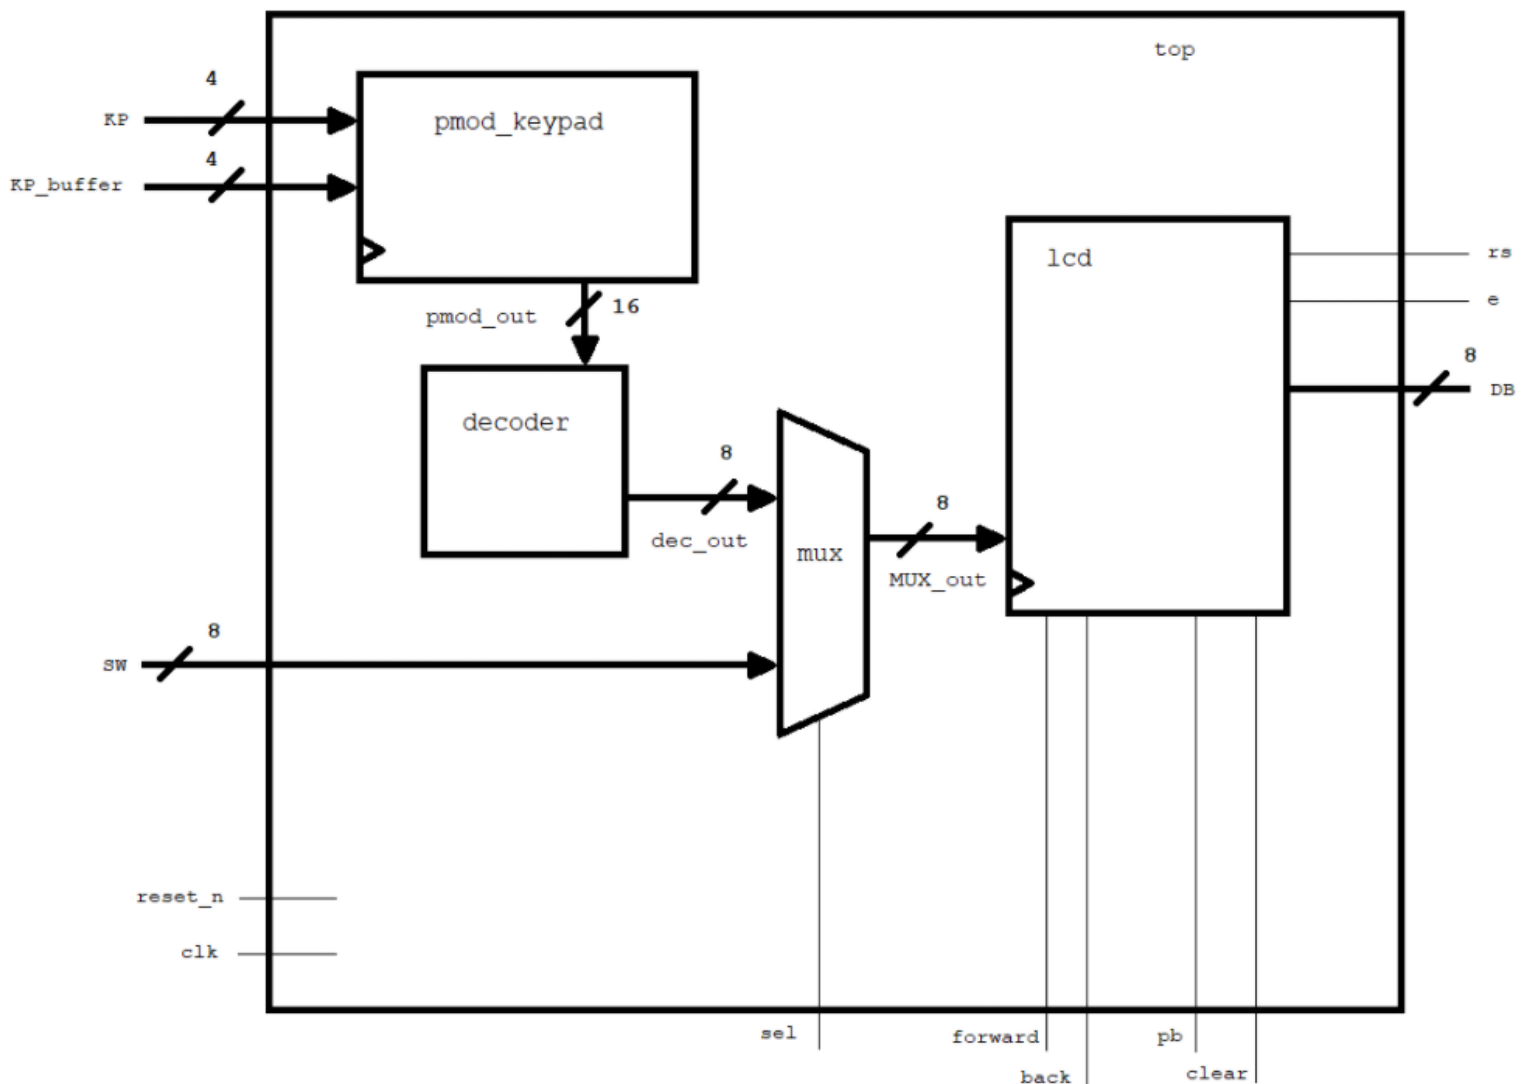 top
4
KP
pmod_keypad
4
KP_buffer
lcd
rs
e
pmod_out
16
8
DB
decoder
8
dec_out
mux
8
MUX_out
8
SW
reset_n
clk
sel
forward
pb
back
clear